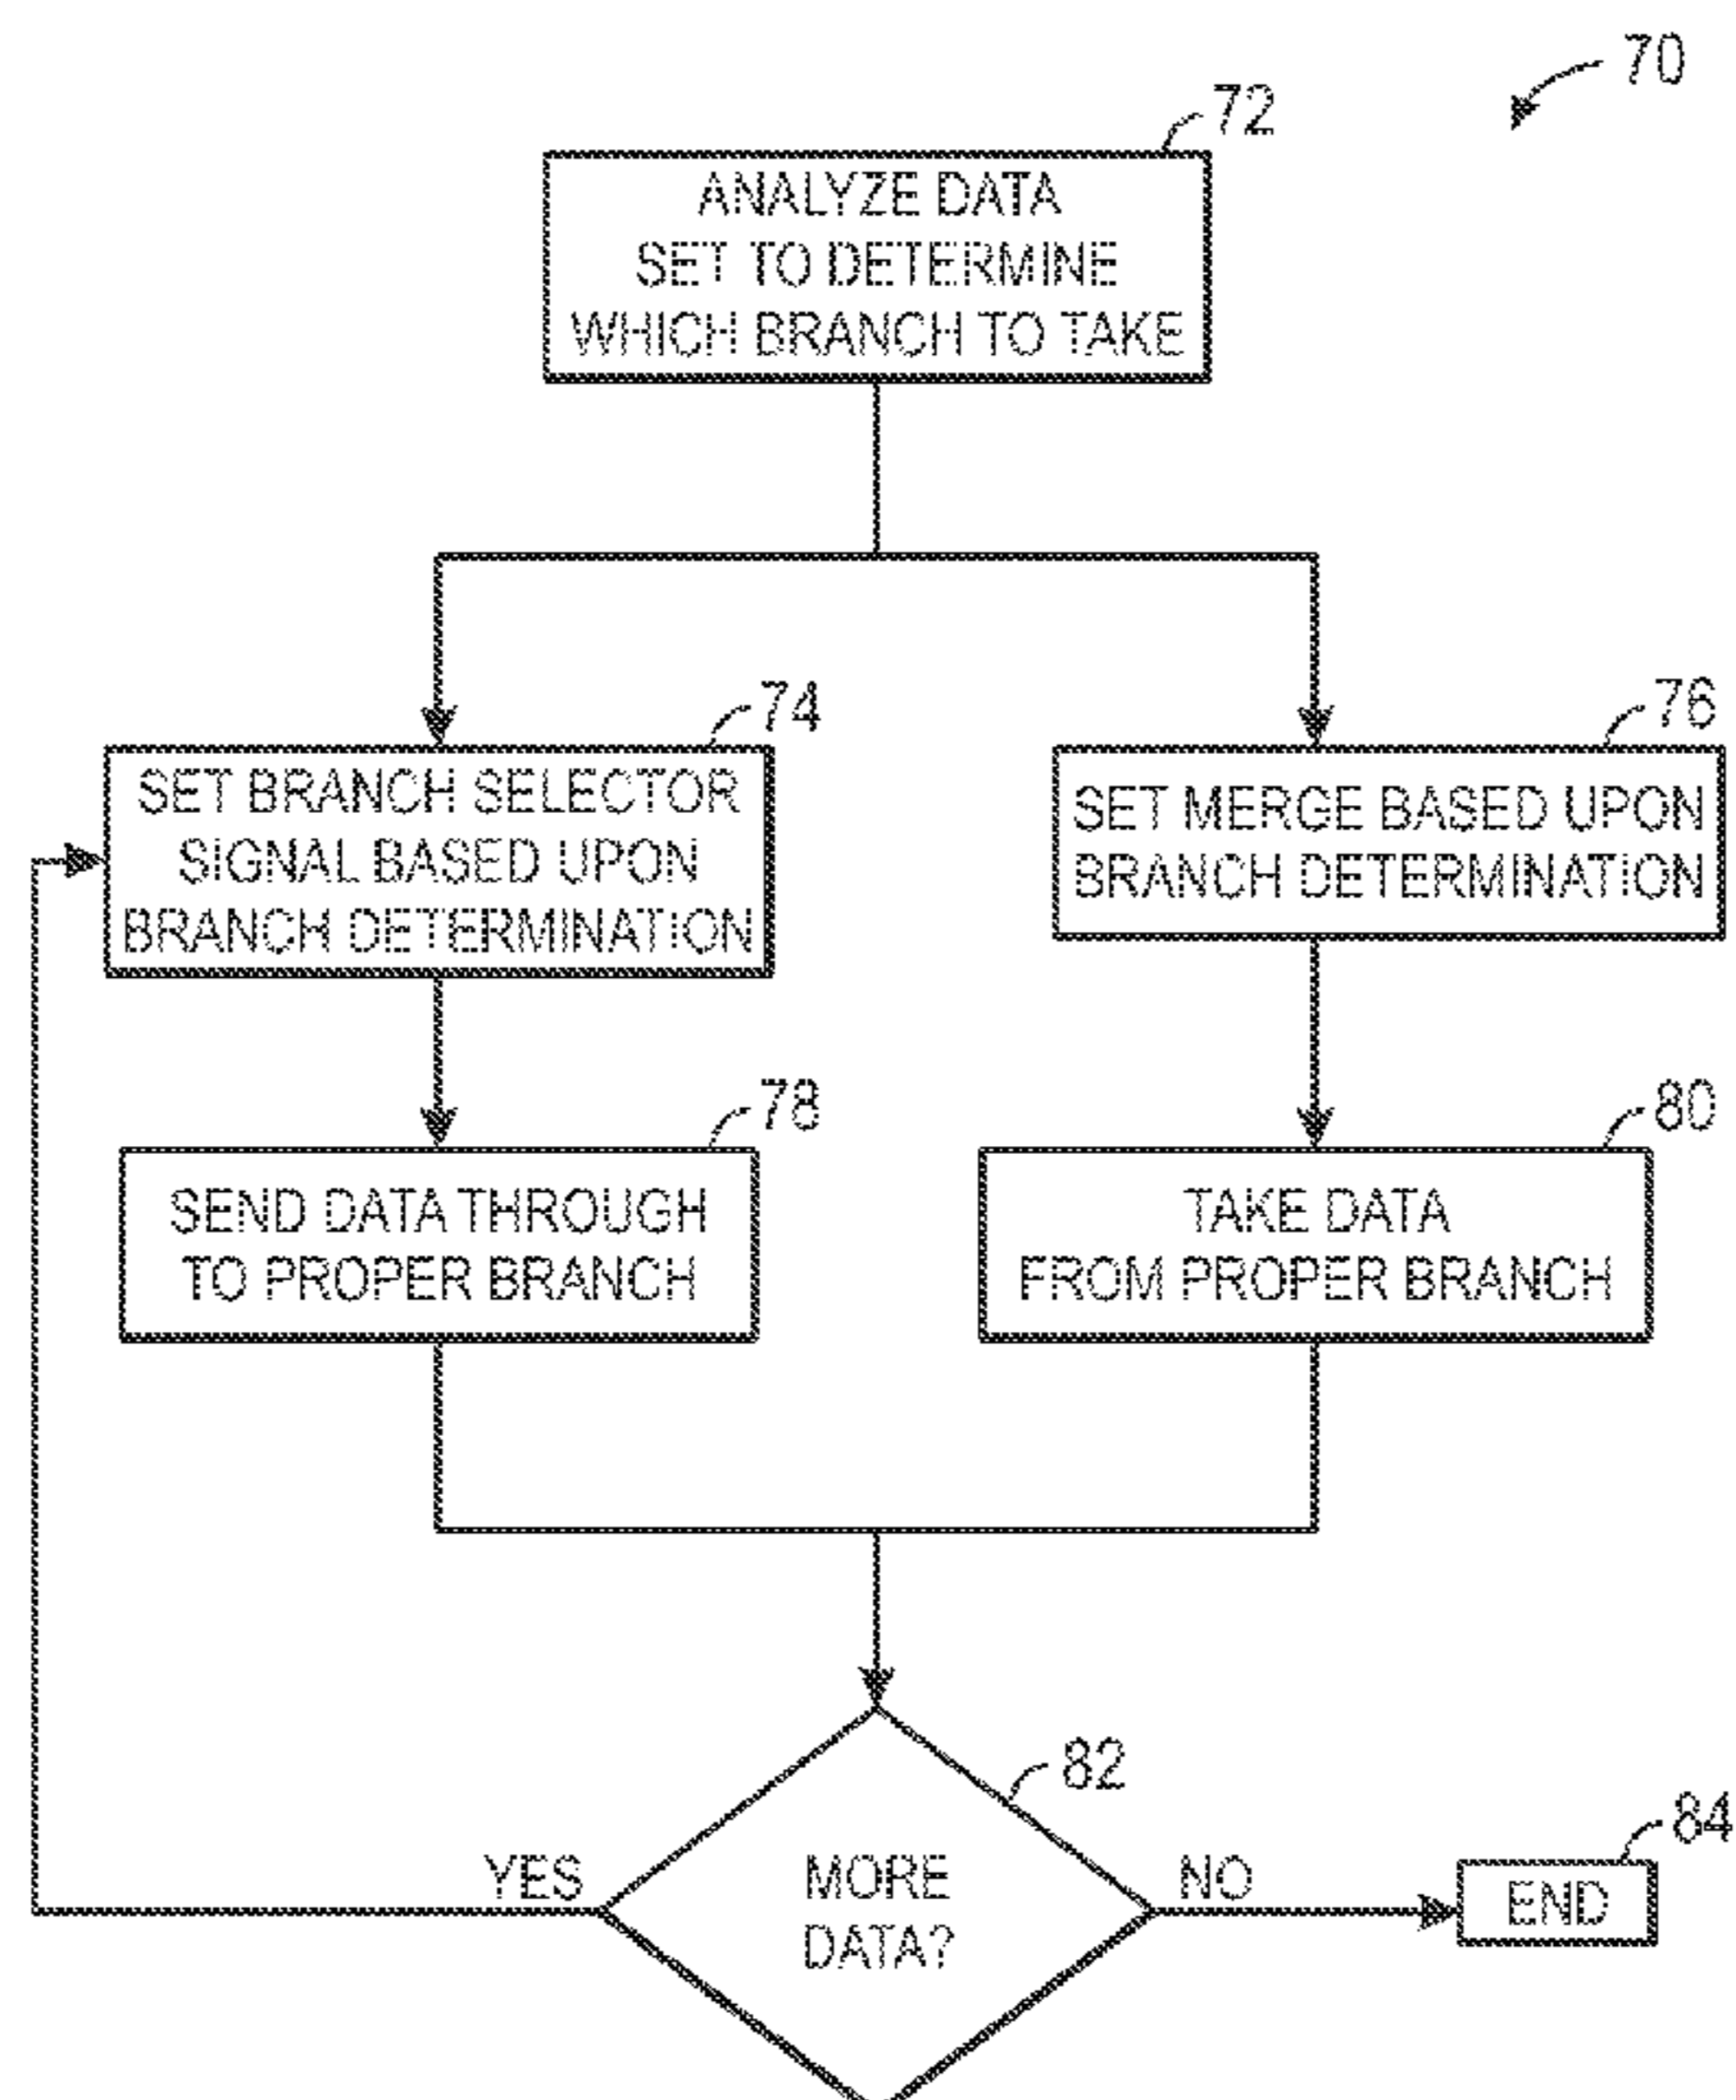 70
72
ANALYZE DATA
SET TO DETERMINE
WHICH BRANCH TO TAKE
74
SET BRANCH SELECTOR
SIGNAL BASED UPON
BRANCH DETERMINATION
76
SET MERGE BASED UPON
BRANCH DETERMINATION
78
SEND DATA THROUGH
TO PROPER BRANCH
80
TAKE DATA
FROM PROPER BRANCH
82
MORE
DATA?
YES
NO
84
END